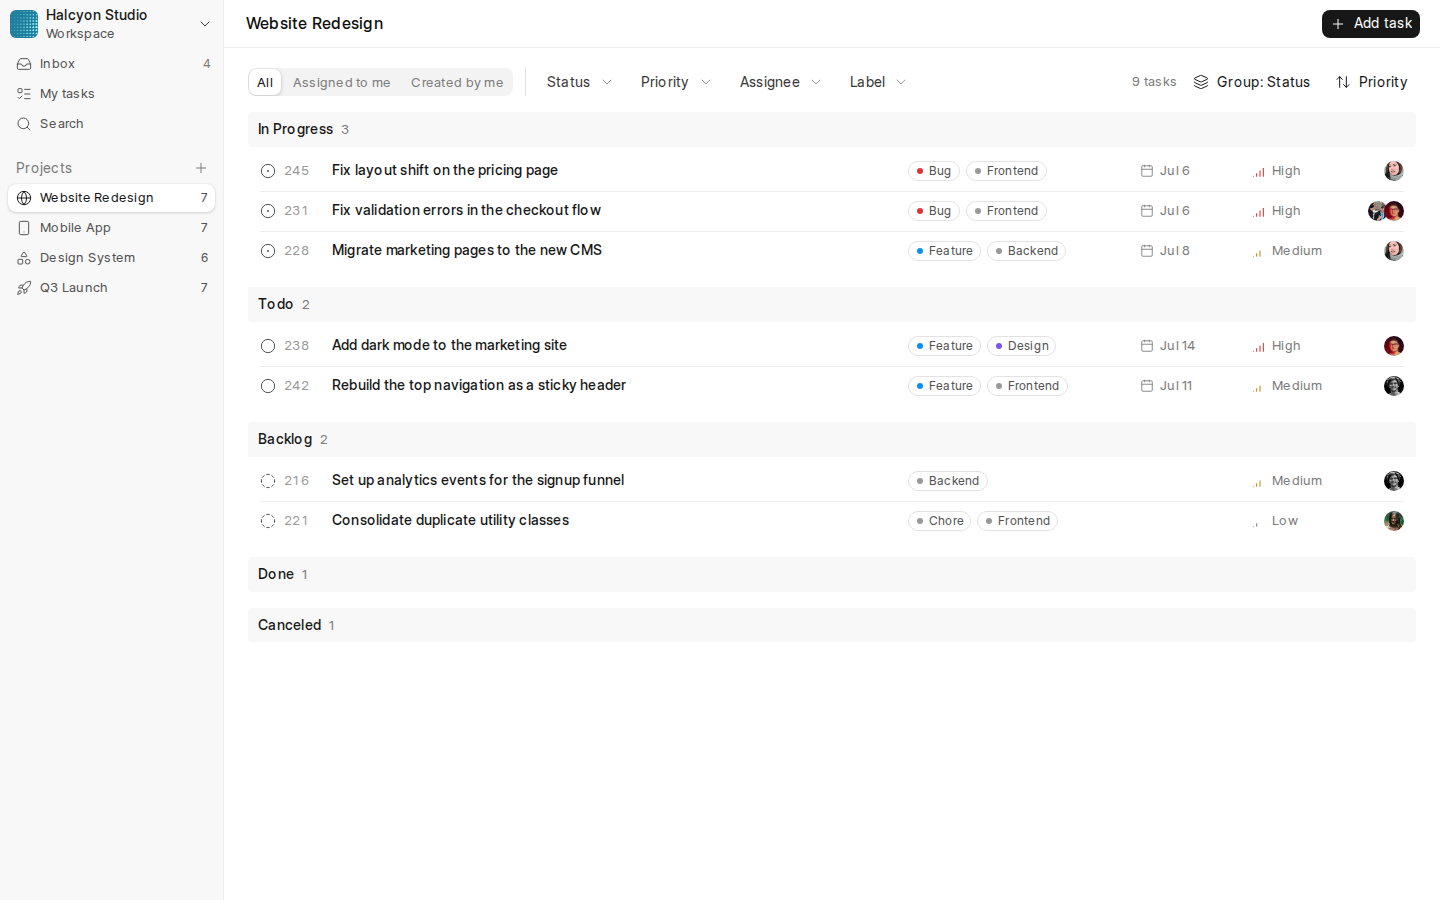 Halcyon Studio
Workspace
Inbox 4
My tasks
Search
Projects
Website Redesign 7
Mobile App 7
Design System 6
Q3 Launch 7
Website Redesign
Add task
All Assigned to me Created by me Status Priority Assignee Label 9 tasks Group: Status Priority
In Progress 3
245 Fix layout shift on the pricing page Bug Frontend Jul 6 High
231 Fix validation errors in the checkout flow Bug Frontend Jul 6 High
228 Migrate marketing pages to the new CMS Feature Backend Jul 8 Medium
Todo 2
238 Add dark mode to the marketing site Feature Design Jul 14 High
242 Rebuild the top navigation as a sticky header Feature Frontend Jul 11 Medium
Backlog 2
216 Set up analytics events for the signup funnel Backend Medium
221 Consolidate duplicate utility classes Chore Frontend Low
Done 1
Canceled 1